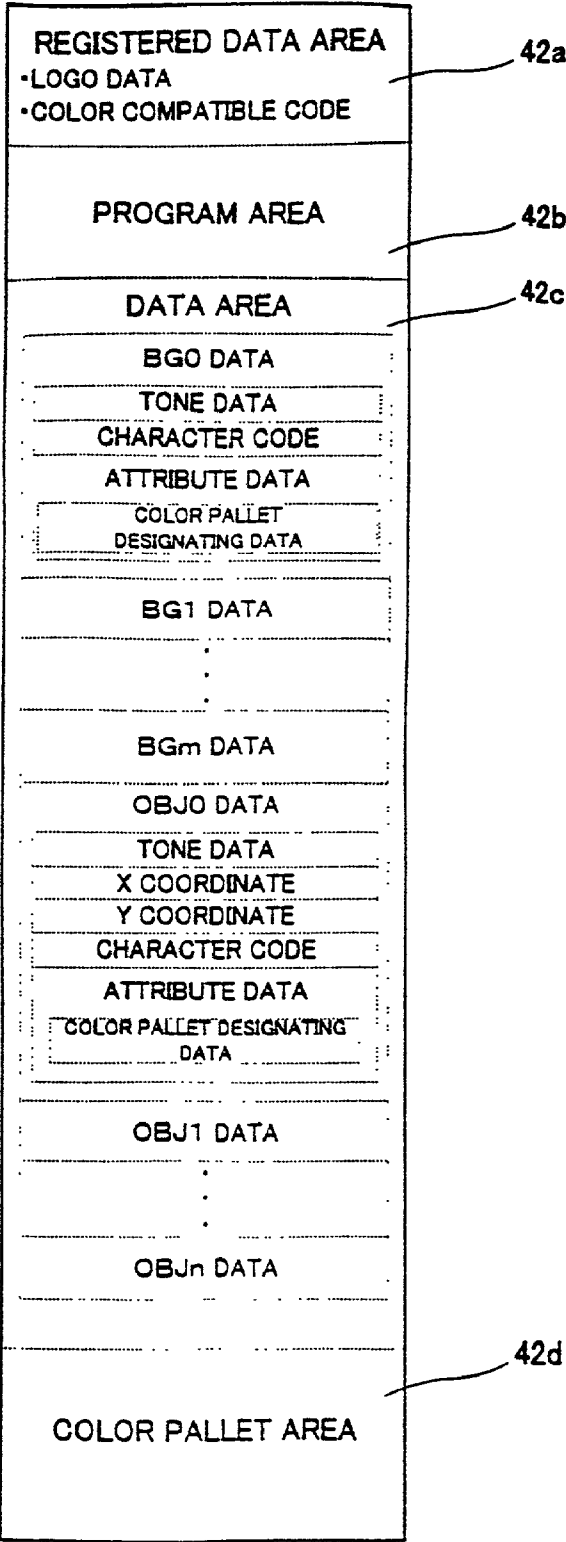 REGISTERED DATA AREA
·LOGO DATA
·COLOR COMPATIBLE CODE
42a
PROGRAM AREA
42b
DATA AREA
42c
BG0 DATA
TONE DATA
CHARACTER CODE
ATTRIBUTE DATA
COLOR PALLET
DESIGNATING DATA
BG1 DATA
BGm DATA
OBJ0 DATA
TONE DATA
X COORDINATE
Y COORDINATE
CHARACTER CODE
ATTRIBUTE DATA
COLOR PALLET DESIGNATING
DATA
OBJ1 DATA
OBJn DATA
42d
COLOR PALLET AREA